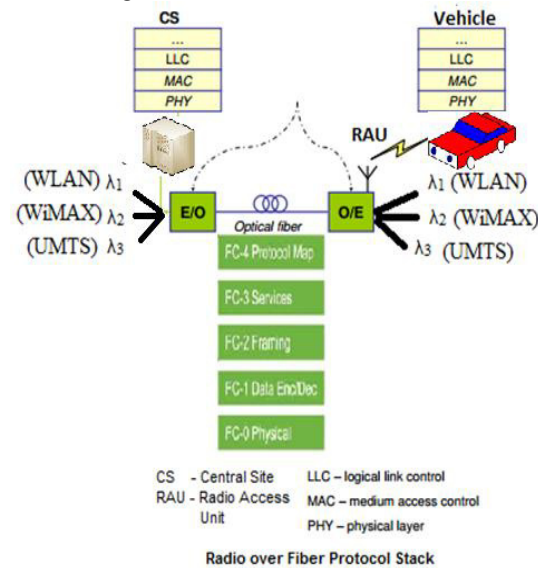 CS
...
LLC
MAC
PHY
Vehicle
...
LLC
MAC
PHY
RAU
(WLAN) λ1
(WiMAX) λ2
(UMTS) λ3
E/O
Optical fiber
O/E
λ1 (WLAN)
λ2 (WiMAX)
λ3 (UMTS)
FC-4 Protocol Map
FC-3 Services
FC-2 Framing
FC-1 Data Enc/Dec
FC-0 Physical
CS - Central Site
RAU - Radio Access
Unit
LLC – logical link control
MAC – medium access control
PHY – physical layer
Radio over Fiber Protocol Stack